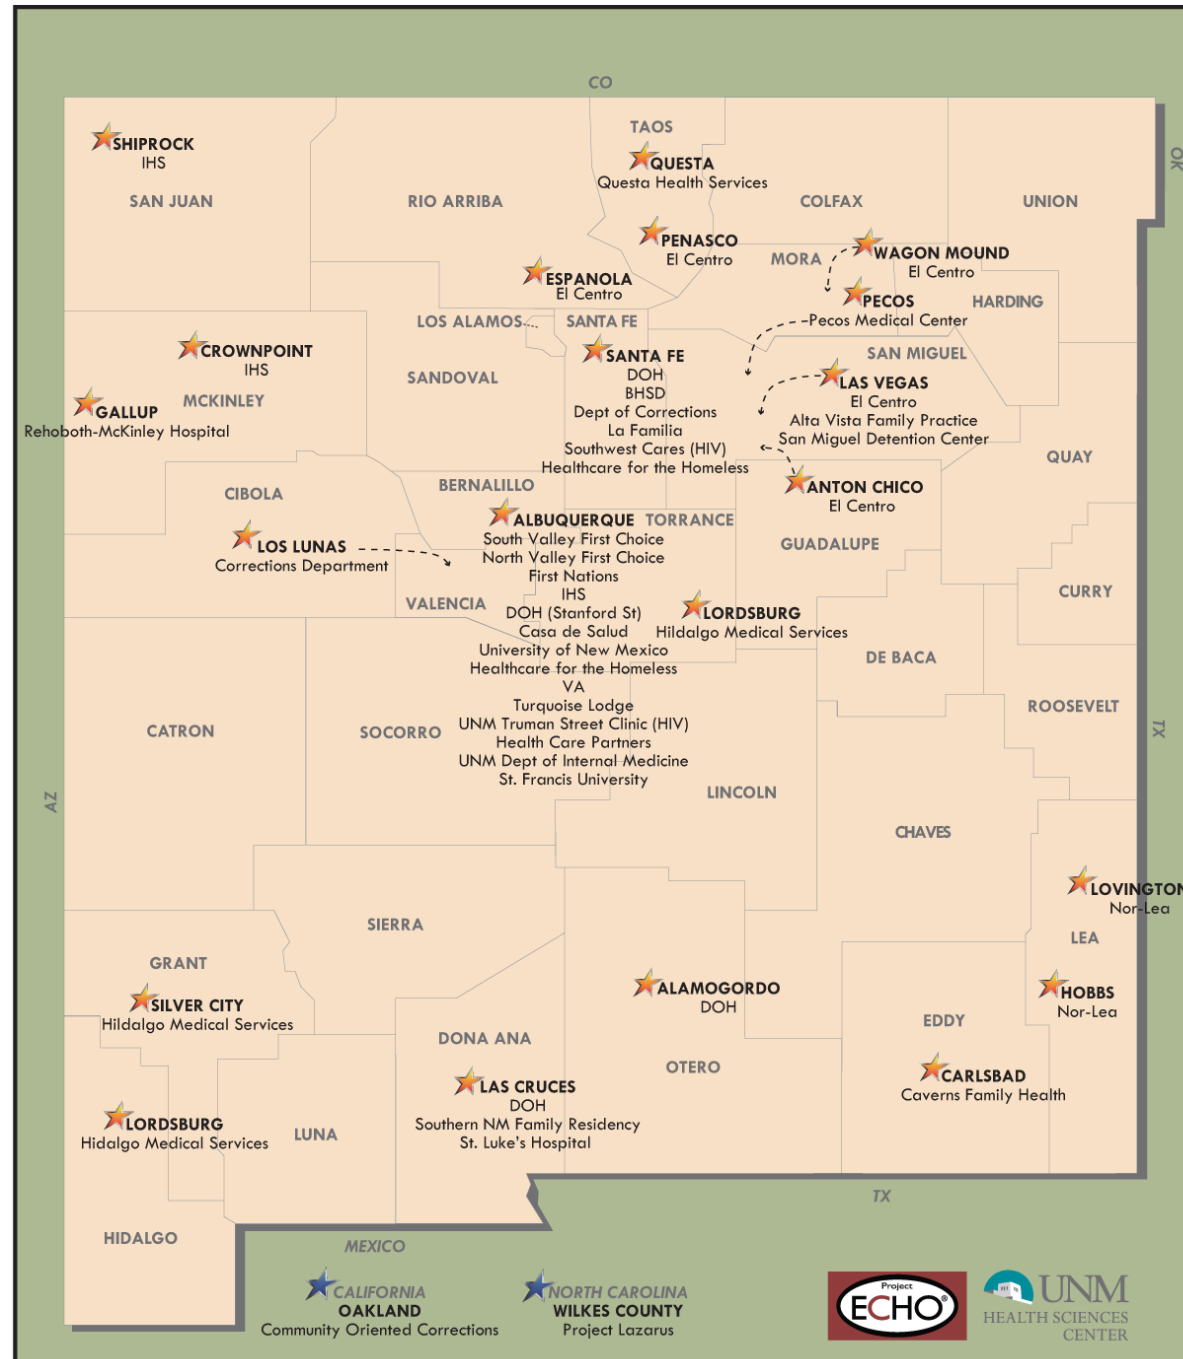 CO
SHIPROCK
IHS
SAN JUAN
RIO ARRIBA
TAOS
QUESTA
Questa Health Services
COLFAX
UNION
OK
PENASCO
El Centro
MORA
WAGON MOUND
El Centro
ESPANOLA
El Centro
PECOS
Pecos Medical Center
HARDING
LOS ALAMOS
SANTA FE
CROWNPOINT
IHS
SANDOVAL
SANTA FE
DOH
BHSD
Dept of Corrections
La Familia
Southwest Cares (HIV)
Healthcare for the Homeless
SAN MIGUEL
LAS VEGAS
El Centro
Alta Vista Family Practice
San Miguel Detention Center
MCKINLEY
GALLUP
Rehoboth-McKinley Hospital
QUAY
CIBOLA
BERNALILLO
ANTON CHICO
El Centro
LOS LUNAS
Corrections Department
ALBUQUERQUE
South Valley First Choice
North Valley First Choice
First Nations
IHS
DOH (Stanford St)
Casa de Salud
University of New Mexico
Healthcare for the Homeless
VA
Turquoise Lodge
UNM Truman Street Clinic (HIV)
Health Care Partners
UNM Dept of Internal Medicine
St. Francis University
TORRANCE
GUADALUPE
VALENCIA
LORDSBURG
Hildalgo Medical Services
CURRY
DE BACA
ROOSEVELT
TX
CATRON
SOCORRO
LINCOLN
AZ
CHAVES
LOVINGTON
Nor-Lea
LEA
SIERRA
GRANT
SILVER CITY
Hildalgo Medical Services
ALAMOGORDO
DOH
HOBBS
Nor-Lea
EDDY
DONA ANA
OTERO
CARLSBAD
Caverns Family Health
LAS CRUCES
DOH
Southern NM Family Residency
St. Luke's Hospital
LORDSBURG
Hidalgo Medical Services
LUNA
TX
HIDALGO
MEXICO
CALIFORNIA
OAKLAND
Community Oriented Corrections
NORTH CAROLINA
WILKES COUNTY
Project Lazarus
Project
ECHO®
UNM
HEALTH SCIENCES
CENTER